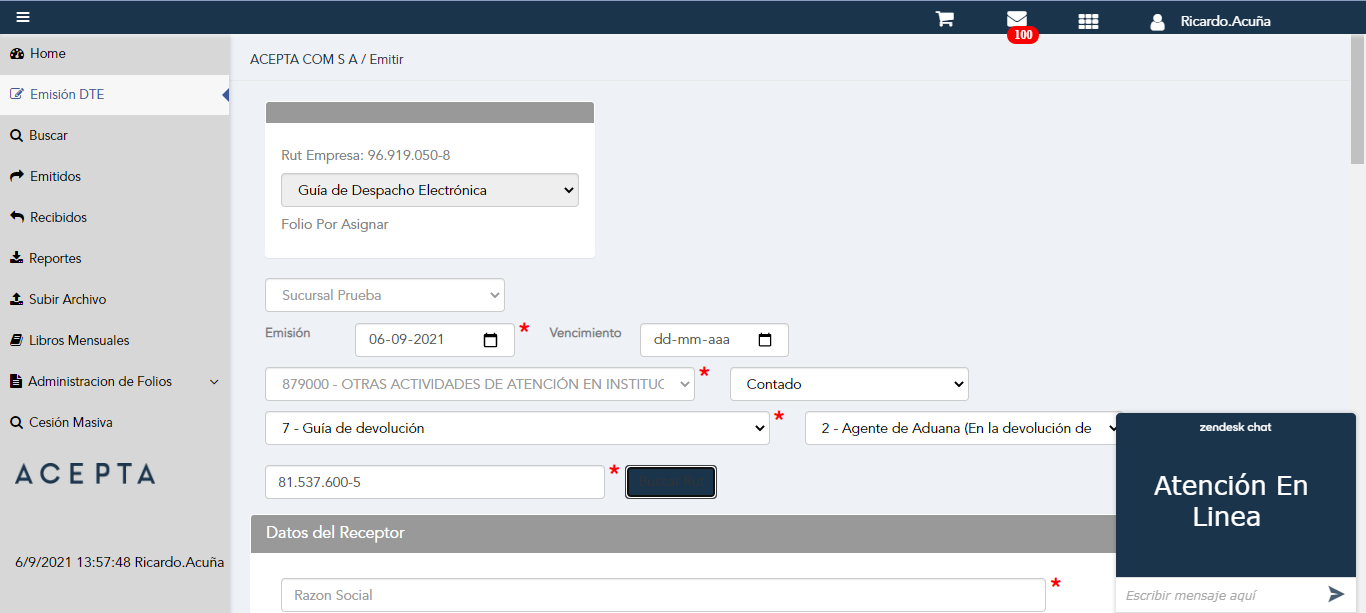 100
Ricardo.Acuña
Home
ACEPTA COM S A / Emitir
Emisión DTE
Buscar
Emitidos
Recibidos
Reportes
Subir Archivo
Libros Mensuales
Administracion de Folios
Cesión Masiva
ACEPTA
6/9/2021 13:57:48 Ricardo.Acuña
Rut Empresa: 96.919.050-8
Guía de Despacho Electrónica
Folio Por Asignar
Sucursal Prueba
Emisión 06-09-2021 * Vencimiento dd-mm-aaa
879000 - OTRAS ACTIVIDADES DE ATENCIÓN EN INSTITUC * Contado
7 - Guía de devolución * 2 - Agente de Aduana (En la devolución de
81.537.600-5 *
Datos del Receptor
Razon Social *
zendesk chat
Atención En
Linea
Escribir mensaje aquí